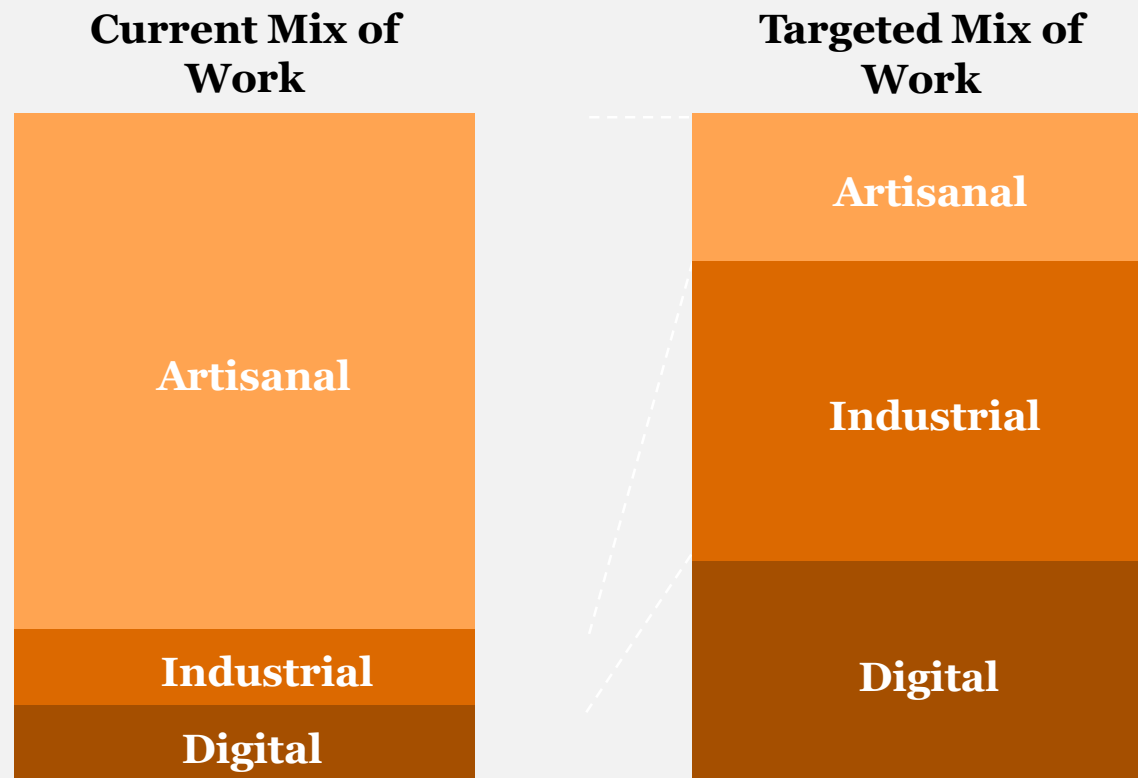 Current Mix of
Work
Targeted Mix of
Work
Artisanal
Industrial
Digital
Artisanal
Industrial
Digital